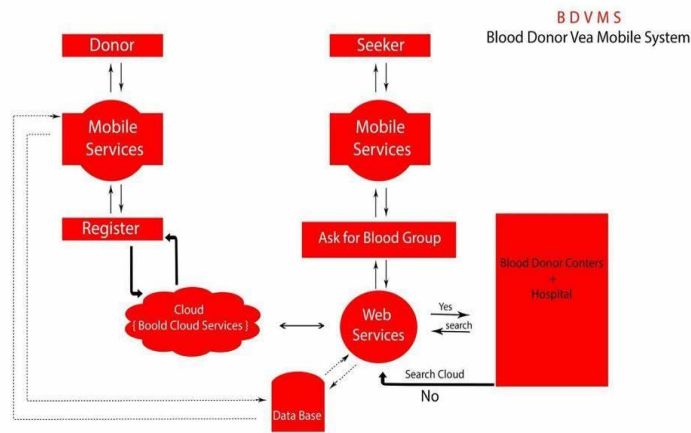 B D V M S
Blood Donor Vea Mobile System
Donor
Seeker
Mobile
Services
Mobile
Services
Register
Ask for Blood Group
Blood Donor Conters
+
Hospital
Cloud
{ Boold Cloud Services }
Web
Services
Yes
search
Search Cloud
No
Data Base